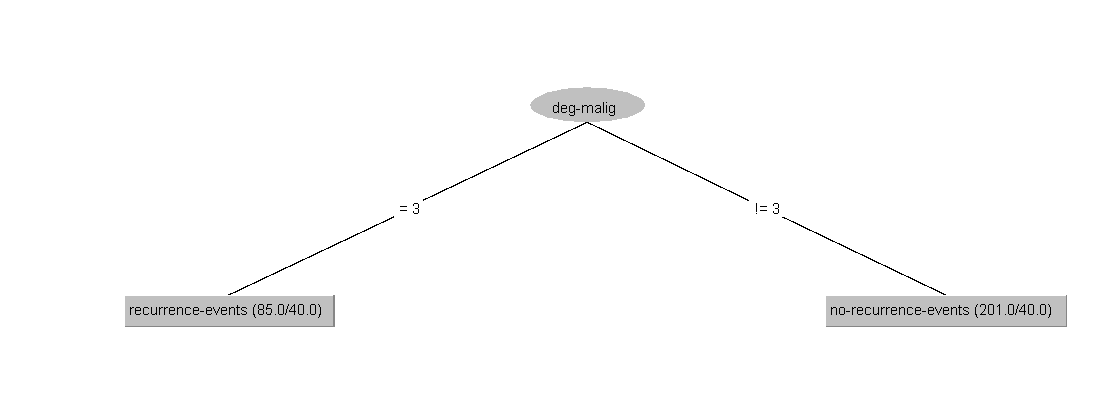 deg-malig
= 3
!= 3
recurrence-events (85.0/40.0)
no-recurrence-events (201.0/40.0)